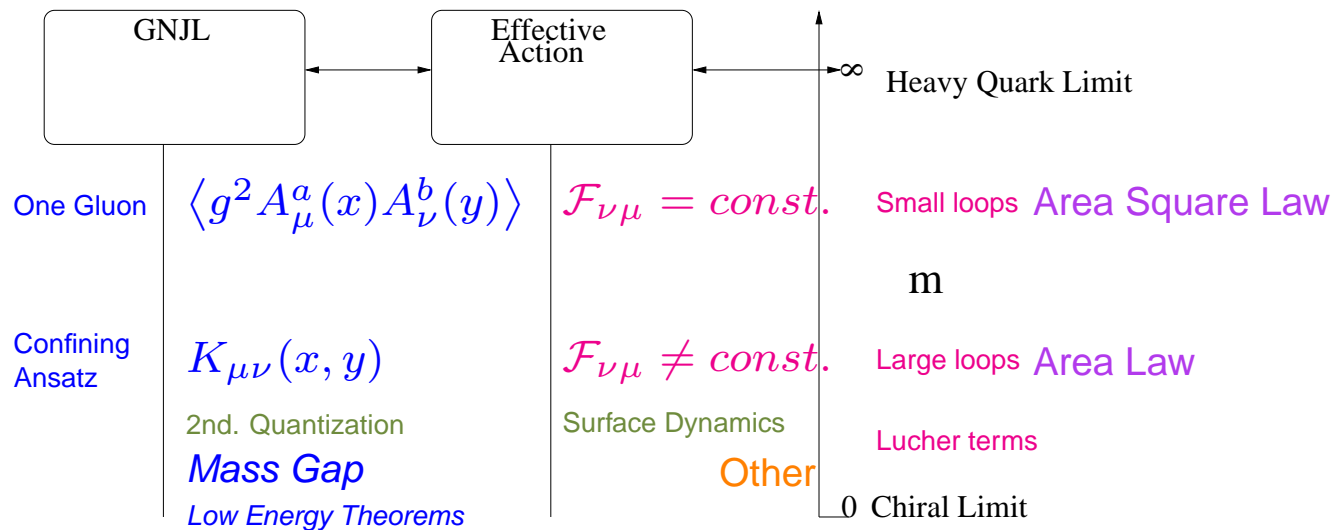 GNJL
Effective
Action
∞ Heavy Quark Limit
One Gluon ⟨g²A^a_μ(x)A^b_ν(y)⟩ 𝓕_νμ = const. Small loops Area Square Law
m
Confining
Ansatz
K_μν(x, y) 𝓕_νμ ≠ const. Large loops Area Law
2nd. Quantization Surface Dynamics
Lucher terms
Mass Gap Other
Low Energy Theorems
0 Chiral Limit